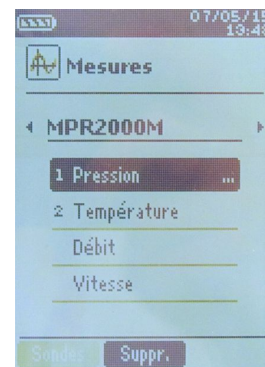 07/05/15
13:48
Mesures
MPR2000M
1 Pression ...
2 Température
Débit
Vitesse
Sondes Suppr.